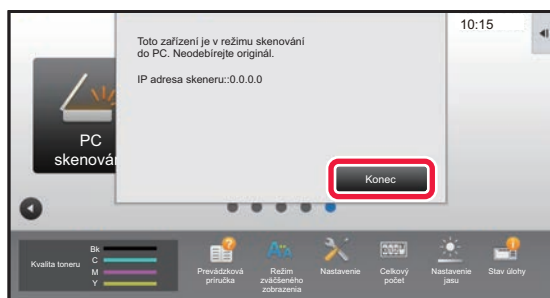 10:15
Toto zařízení je v režimu skenování
do PC. Neodebírejte originál.
IP adresa skeneru::0.0.0.0
PC
skenová
Konec
Kvalita toneru
Bk
C
M
Y
Prevádzková
príručka
Režim
zväčšeného
zobrazenia
Nastavenie
Celkový
počet
Nastavenie
jasu
Stav úlohy